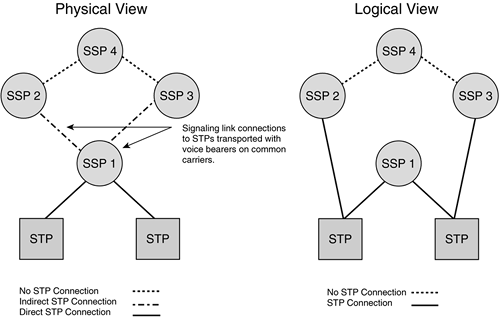 Physical View
SSP 4
SSP 2
SSP 3
Signaling link connections
to STPs transported with
voice bearers on common
carriers.
SSP 1
STP
STP
No STP Connection
Indirect STP Connection
Direct STP Connection
Logical View
SSP 4
SSP 2
SSP 3
SSP 1
STP
STP
No STP Connection
STP Connection